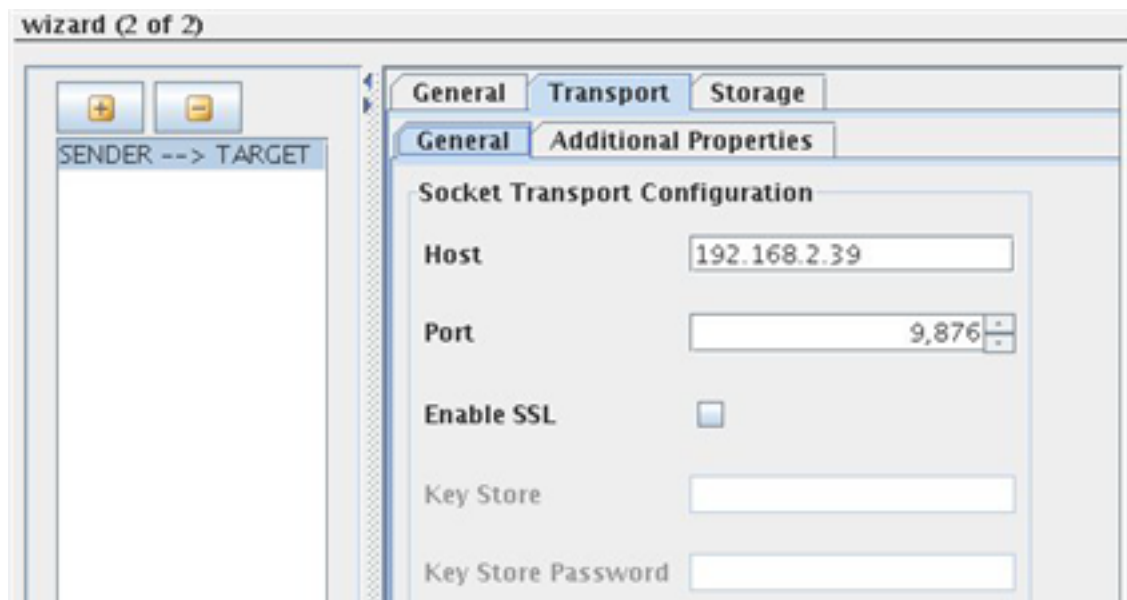 wizard (2 of 2)
SENDER --> TARGET
General Transport Storage
General Additional Properties
Socket Transport Configuration
Host 192.168.2.39
Port 9,876
Enable SSL
Key Store
Key Store Password